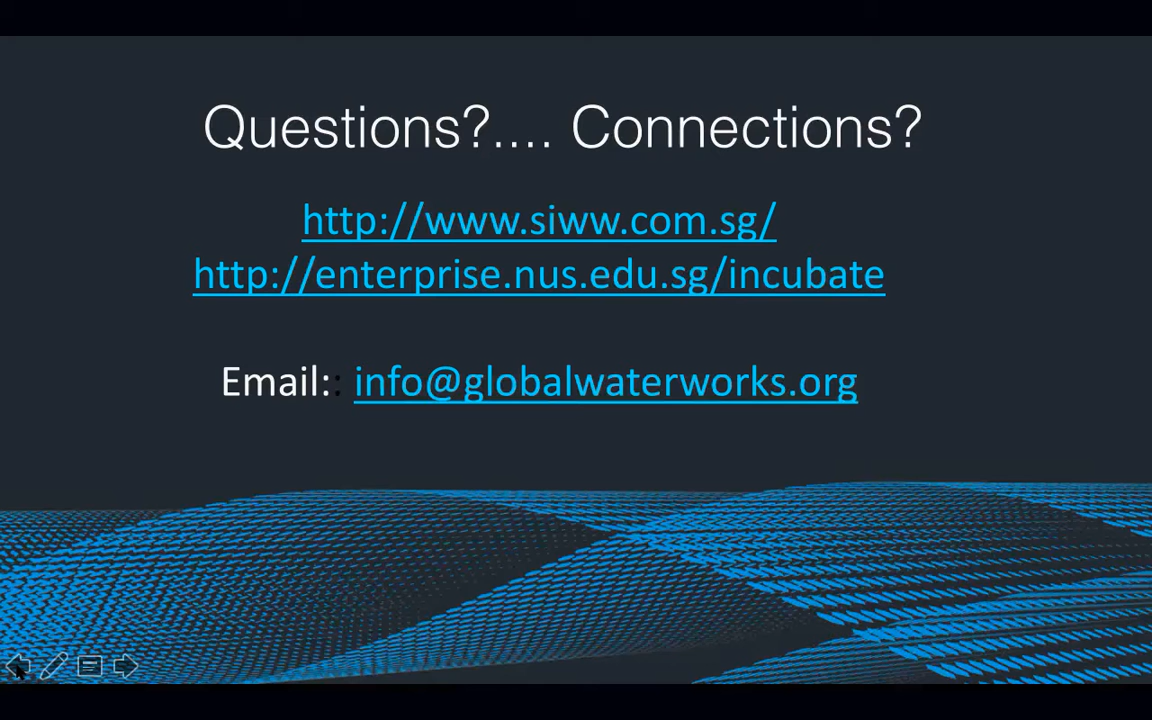 Questions?.... Connections?
http://www.siww.com.sg/
http://enterprise.nus.edu.sg/incubate
Email:: info@globalwaterworks.org